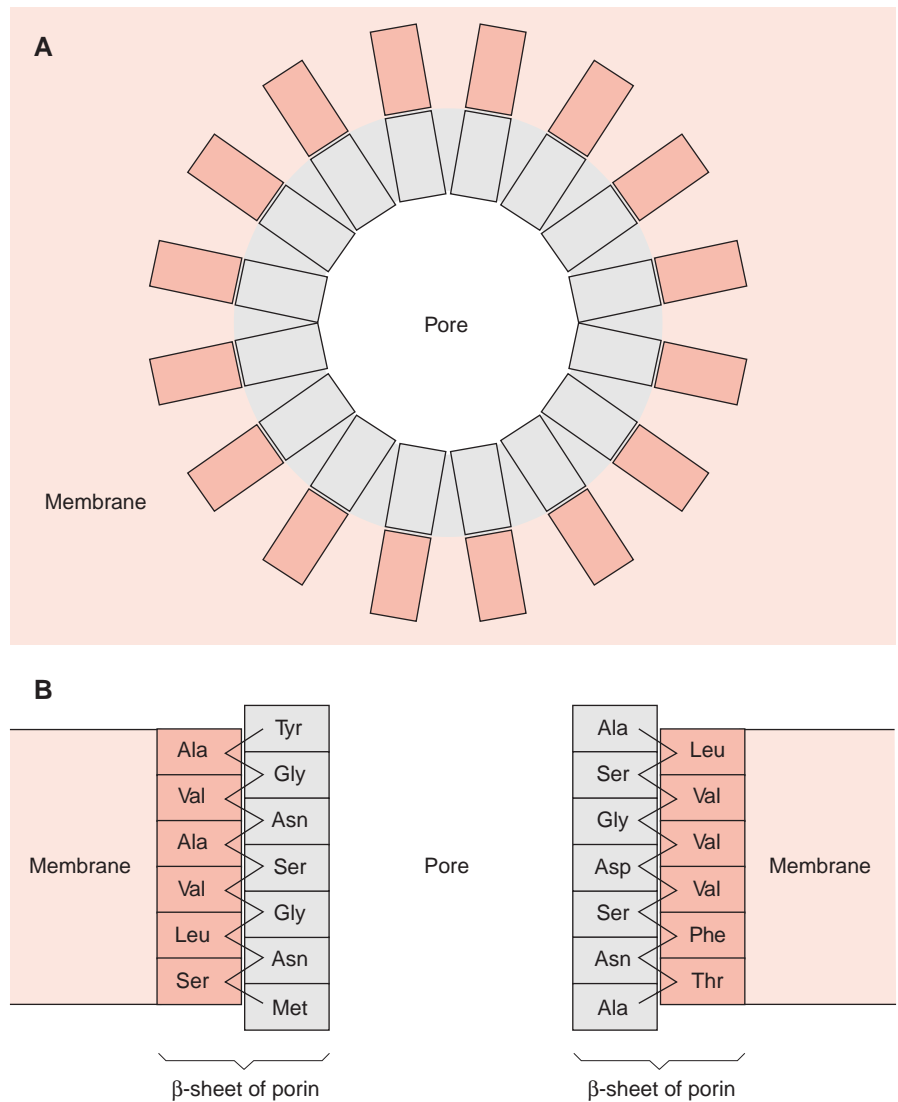 A
Pore
Membrane
B
Tyr
Ala
Gly
Val
Asn
Ala
Ser
Val
Gly
Leu
Asn
Ser
Met
Membrane
Pore
Ala
Leu
Ser
Val
Gly
Val
Asp
Val
Ser
Phe
Asn
Thr
Ala
Membrane
β-sheet of porin
β-sheet of porin